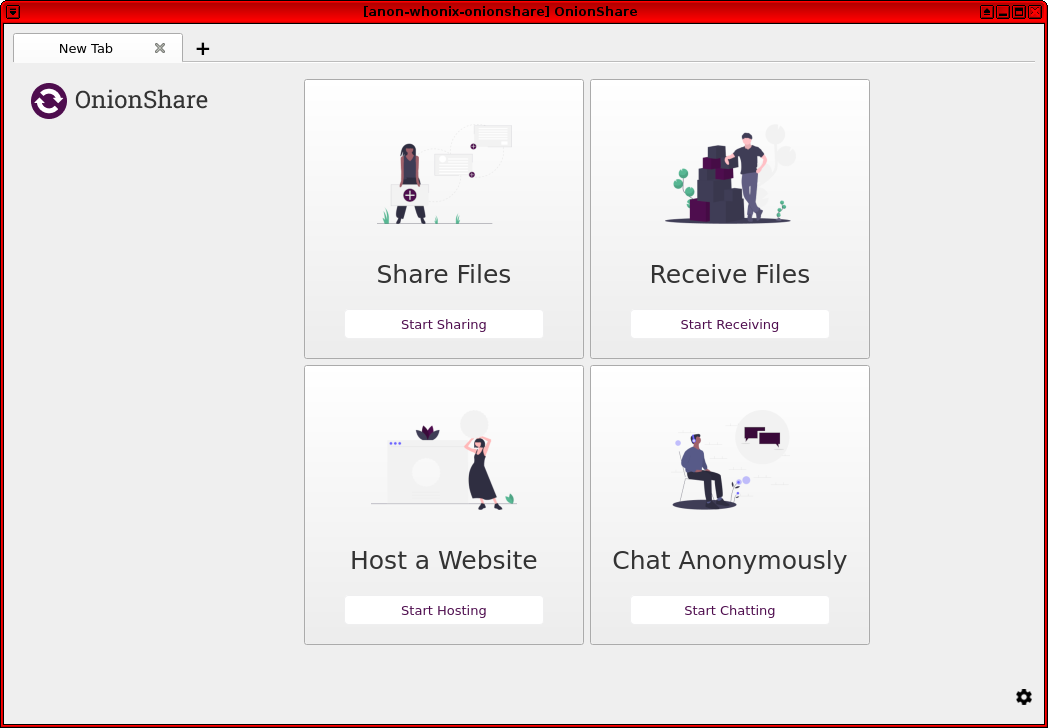 [anon-whonix-onionshare] OnionShare
New Tab
OnionShare
Share Files
Start Sharing
Receive Files
Start Receiving
Host a Website
Start Hosting
Chat Anonymously
Start Chatting